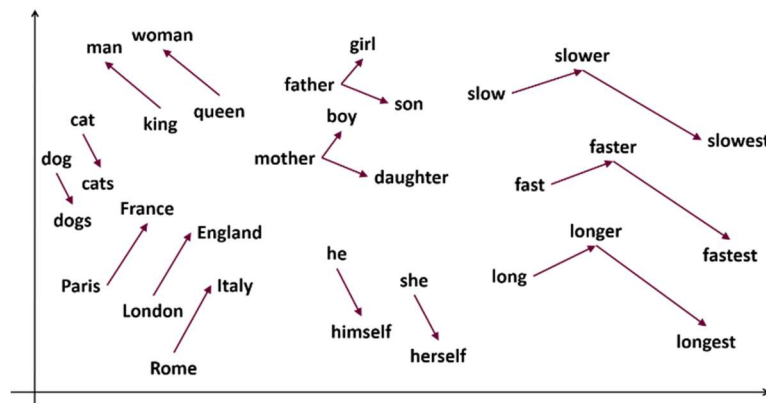 man
woman
king
queen
cat
cats
dog
dogs
France
Paris
England
London
Italy
Rome
father
girl
son
mother
boy
daughter
he
himself
she
herself
slow
slower
slowest
fast
faster
fastest
long
longer
longest